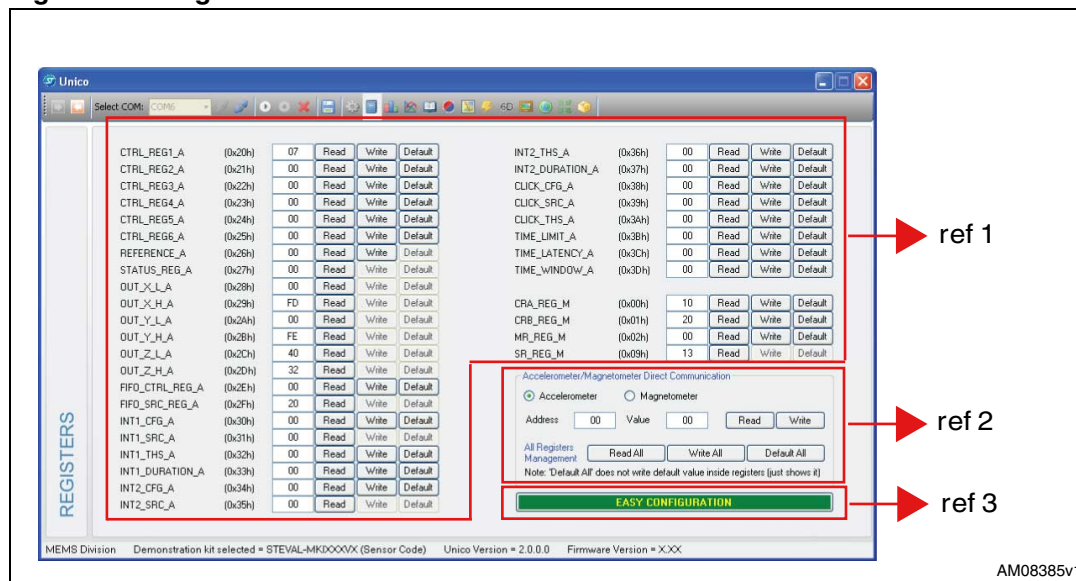 Unico
Select COM: COM6
6D
CTRL_REG1_A (0x20h) 07 Read Write Default
CTRL_REG2_A (0x21h) 00 Read Write Default
CTRL_REG3_A (0x22h) 00 Read Write Default
CTRL_REG4_A (0x23h) 00 Read Write Default
CTRL_REG5_A (0x24h) 00 Read Write Default
CTRL_REG6_A (0x25h) 00 Read Write Default
REFERENCE_A (0x26h) 00 Read Write Default
STATUS_REG_A (0x27h) 00 Read Write Default
OUT_X_L_A (0x28h) 00 Read Write Default
OUT_X_H_A (0x29h) FD Read Write Default
OUT_Y_L_A (0x2Ah) 00 Read Write Default
OUT_Y_H_A (0x2Bh) FE Read Write Default
OUT_Z_L_A (0x2Ch) 40 Read Write Default
OUT_Z_H_A (0x2Dh) 32 Read Write Default
FIFO_CTRL_REG_A (0x2Eh) 00 Read Write Default
FIFO_SRC_REG_A (0x2Fh) 20 Read Write Default
INT1_CFG_A (0x30h) 00 Read Write Default
INT1_SRC_A (0x31h) 00 Read Write Default
INT1_THS_A (0x32h) 00 Read Write Default
INT1_DURATION_A (0x33h) 00 Read Write Default
INT2_CFG_A (0x34h) 00 Read Write Default
INT2_SRC_A (0x35h) 00 Read Write Default
INT2_THS_A (0x36h) 00 Read Write Default
INT2_DURATION_A (0x37h) 00 Read Write Default
CLICK_CFG_A (0x38h) 00 Read Write Default
CLICK_SRC_A (0x39h) 00 Read Write Default
CLICK_THS_A (0x3Ah) 00 Read Write Default
TIME_LIMIT_A (0x3Bh) 00 Read Write Default
TIME_LATENCY_A (0x3Ch) 00 Read Write Default
TIME_WINDOW_A (0x3Dh) 00 Read Write Default
CRA_REG_M (0x00h) 10 Read Write Default
CRB_REG_M (0x01h) 20 Read Write Default
MR_REG_M (0x02h) 00 Read Write Default
SR_REG_M (0x09h) 13 Read Write Default
Accelerometer/Magnetometer Direct Communication
Accelerometer Magnetometer
Address 00 Value 00 Read Write
All Registers
Management Read All Write All Default All
Note: 'Default All' does not write default value inside registers (just shows it)
EASY CONFIGURATION
ref 1
ref 2
ref 3
REGISTERS
MEMS Division Demonstration kit selected = STEVAL-MKIXXXVX (Sensor Code) Unico Version = 2.0.0.0 Firmware Version = X.XX
AM08385v1